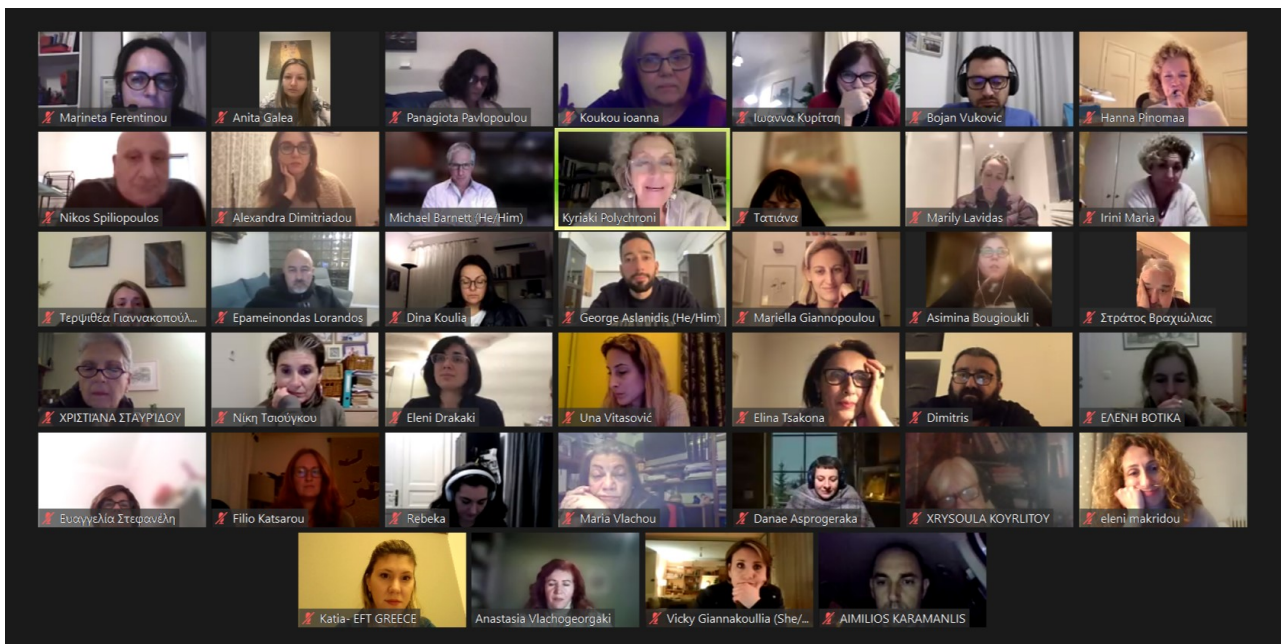 Marineta Ferentinou
Anita Galea
Panagiota Pavlopoulou
Koukou ioanna
Ιωαννα Κυρίτση
Bojan Vukovic
Hanna Pinomaa
Nikos Spiliopoulos
Alexandra Dimitriadou
Michael Barnett (He/Him)
Kyriaki Polychroni
Τατιάνα
Marily Lavidas
Irini Maria
Τερψιθέα Γιαννακοπούλ...
Epameinondas Lorandos
Dina Koulia
George Aslanidis (He/Him)
Mariella Giannopoulou
Asimina Bougioukli
Στράτος Βραχιώλιας
ΧΡΙΣΤΙΆΝΑ ΣΤΑΥΡΊΔΟΥ
Νίκη Τσιούγκου
Eleni Drakaki
Una Vitasović
Elina Tsakona
Dimitris
ΕΛΕΝΗ ΒΟΤΙΚΑ
Ευαγγελία Στεφανέλη
Filio Katsarou
Rebeka
Maria Vlachou
Danae Asprogeraka
XRYSOULA KOYRLITOY
eleni makridou
Katia- EFT GREECE
Anastasia Vlachogeorgaki
Vicky Giannakoullia (She/...
AIMILIOS KARAMANLIS